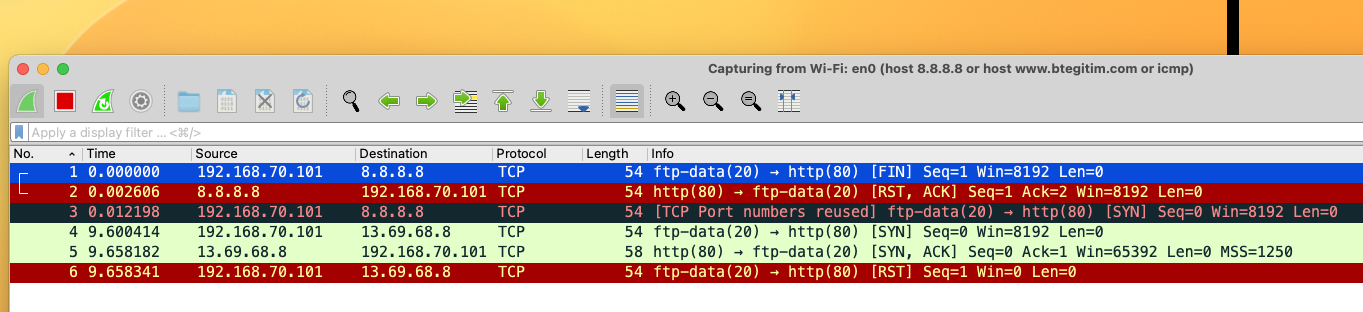 Capturing from Wi-Fi: en0 (host 8.8.8.8 or host www.btegitim.com or icmp)
Apply a display filter ... <⌘/>
No. Time Source Destination Protocol Length Info
1 0.000000 192.168.70.101 8.8.8.8 TCP 54 ftp-data(20) → http(80) [FIN] Seq=1 Win=8192 Len=0
2 0.002606 8.8.8.8 192.168.70.101 TCP 54 http(80) → ftp-data(20) [RST, ACK] Seq=1 Ack=2 Win=8192 Len=0
3 0.012198 192.168.70.101 8.8.8.8 TCP 54 [TCP Port numbers reused] ftp-data(20) → http(80) [SYN] Seq=0 Win=8192 Len=0
4 9.600414 192.168.70.101 13.69.68.8 TCP 54 ftp-data(20) → http(80) [SYN] Seq=0 Win=8192 Len=0
5 9.658182 13.69.68.8 192.168.70.101 TCP 58 http(80) → ftp-data(20) [SYN, ACK] Seq=0 Ack=1 Win=65392 Len=0 MSS=1250
6 9.658341 192.168.70.101 13.69.68.8 TCP 54 ftp-data(20) → http(80) [RST] Seq=1 Win=0 Len=0